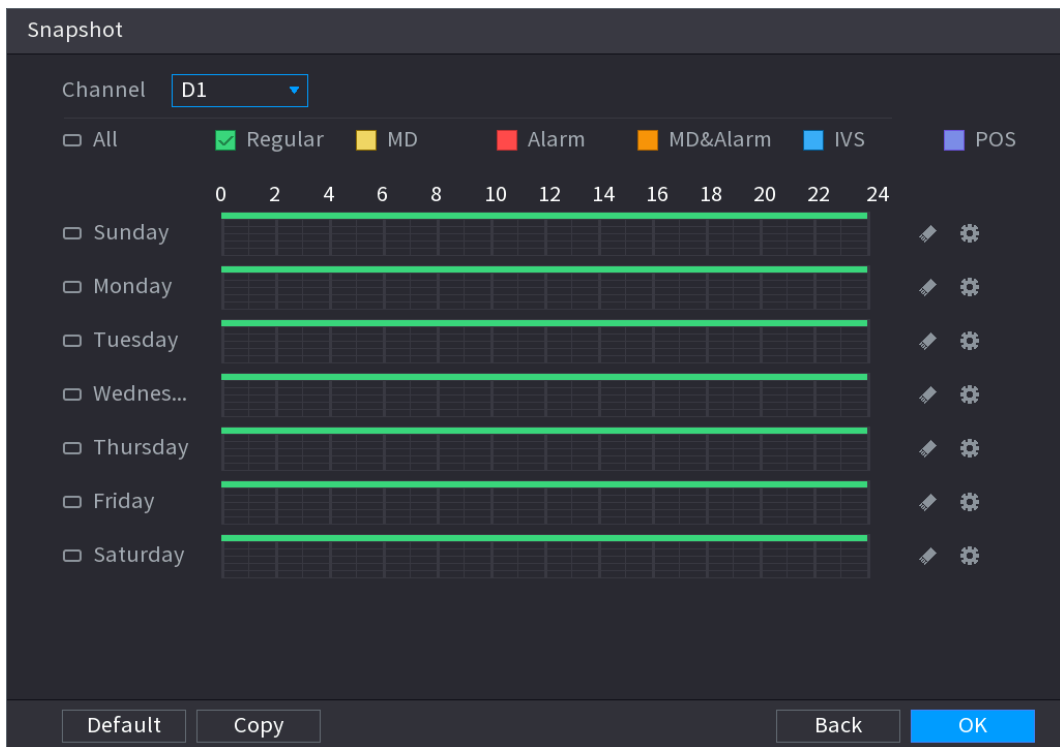 Snapshot
Channel D1
All Regular MD Alarm MD&Alarm IVS POS
0 2 4 6 8 10 12 14 16 18 20 22 24
Sunday
Monday
Tuesday
Wednes...
Thursday
Friday
Saturday
Default Copy Back OK